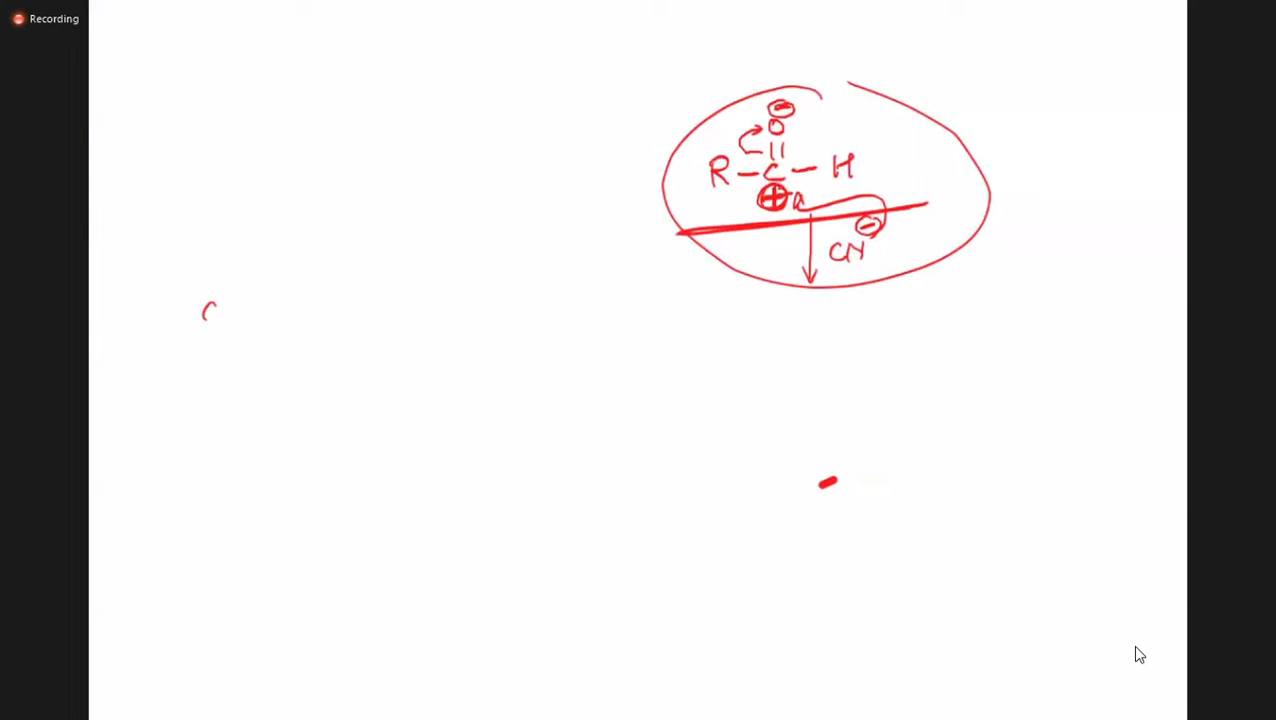 Recording
⊖
O
||
R – C – H
⊕
⊖
CN